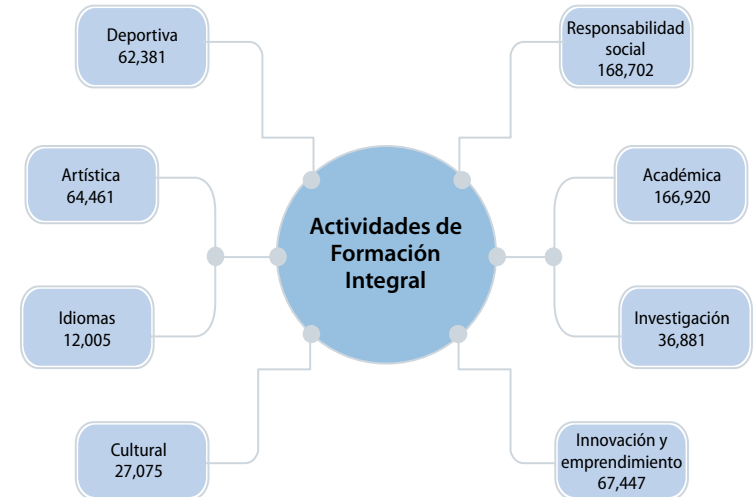 Deportiva
62,381
Responsabilidad
social
168,702
Artística
64,461
Académica
166,920
Actividades de
Formación
Integral
Idiomas
12,005
Investigación
36,881
Cultural
27,075
Innovación y
emprendimiento
67,447